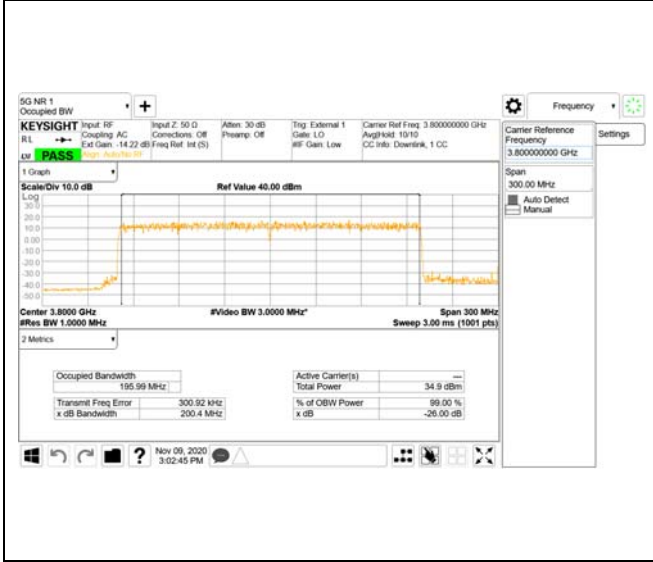 5G NR 1
Occupied BW
Frequency
KEYSIGHT
R L
PASS
Input: RF
Coupling: AC
Ext Gain: -14.22 dB
Align: Auto/No RF
Input Z: 50 Ω
Corrections: Off
Freq Ref: Int (S)
Atten: 30 dB
Preamp: Off
Trig: External 1
Gate: LO
#IF Gain: Low
Carrier Ref Freq: 3.800000000 GHz
Avg|Hold: 10/10
CC Info: Downlink, 1 CC
Carrier Reference
Frequency
3.800000000 GHz
Settings
Span
300.00 MHz
Auto Detect
Manual
1 Graph
Scale/Div 10.0 dB
Ref Value 40.00 dBm
Log
30.0
20.0
10.0
0.00
-10.0
-20.0
-30.0
-40.0
-50.0
Center 3.8000 GHz
#Video BW 3.0000 MHz*
Span 300 MHz
#Res BW 1.0000 MHz
Sweep 3.00 ms (1001 pts)
2 Metrics
Occupied Bandwidth
195.99 MHz
Active Carrier(s)
---
Total Power
34.9 dBm
Transmit Freq Error
300.92 kHz
% of OBW Power
99.00 %
x dB Bandwidth
200.4 MHz
x dB
-26.00 dB
?
Nov 09, 2020
3:02:45 PM